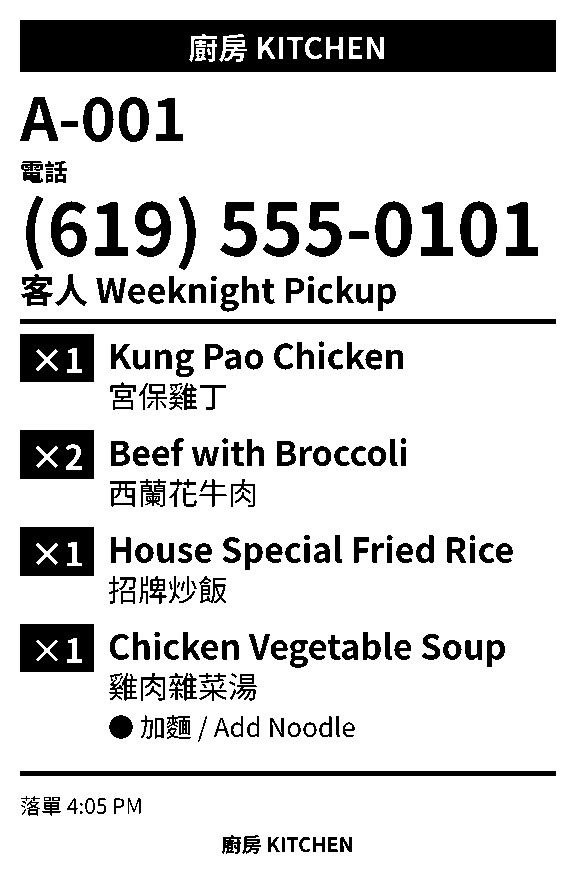 廚房 KITCHEN
A-001
電話
(619) 555-0101
客人 Weeknight Pickup
×1 Kung Pao Chicken
宮保雞丁
×2 Beef with Broccoli
西蘭花牛肉
×1 House Special Fried Rice
招牌炒飯
×1 Chicken Vegetable Soup
雞肉雜菜湯
● 加麵 / Add Noodle
落單 4:05 PM
廚房 KITCHEN